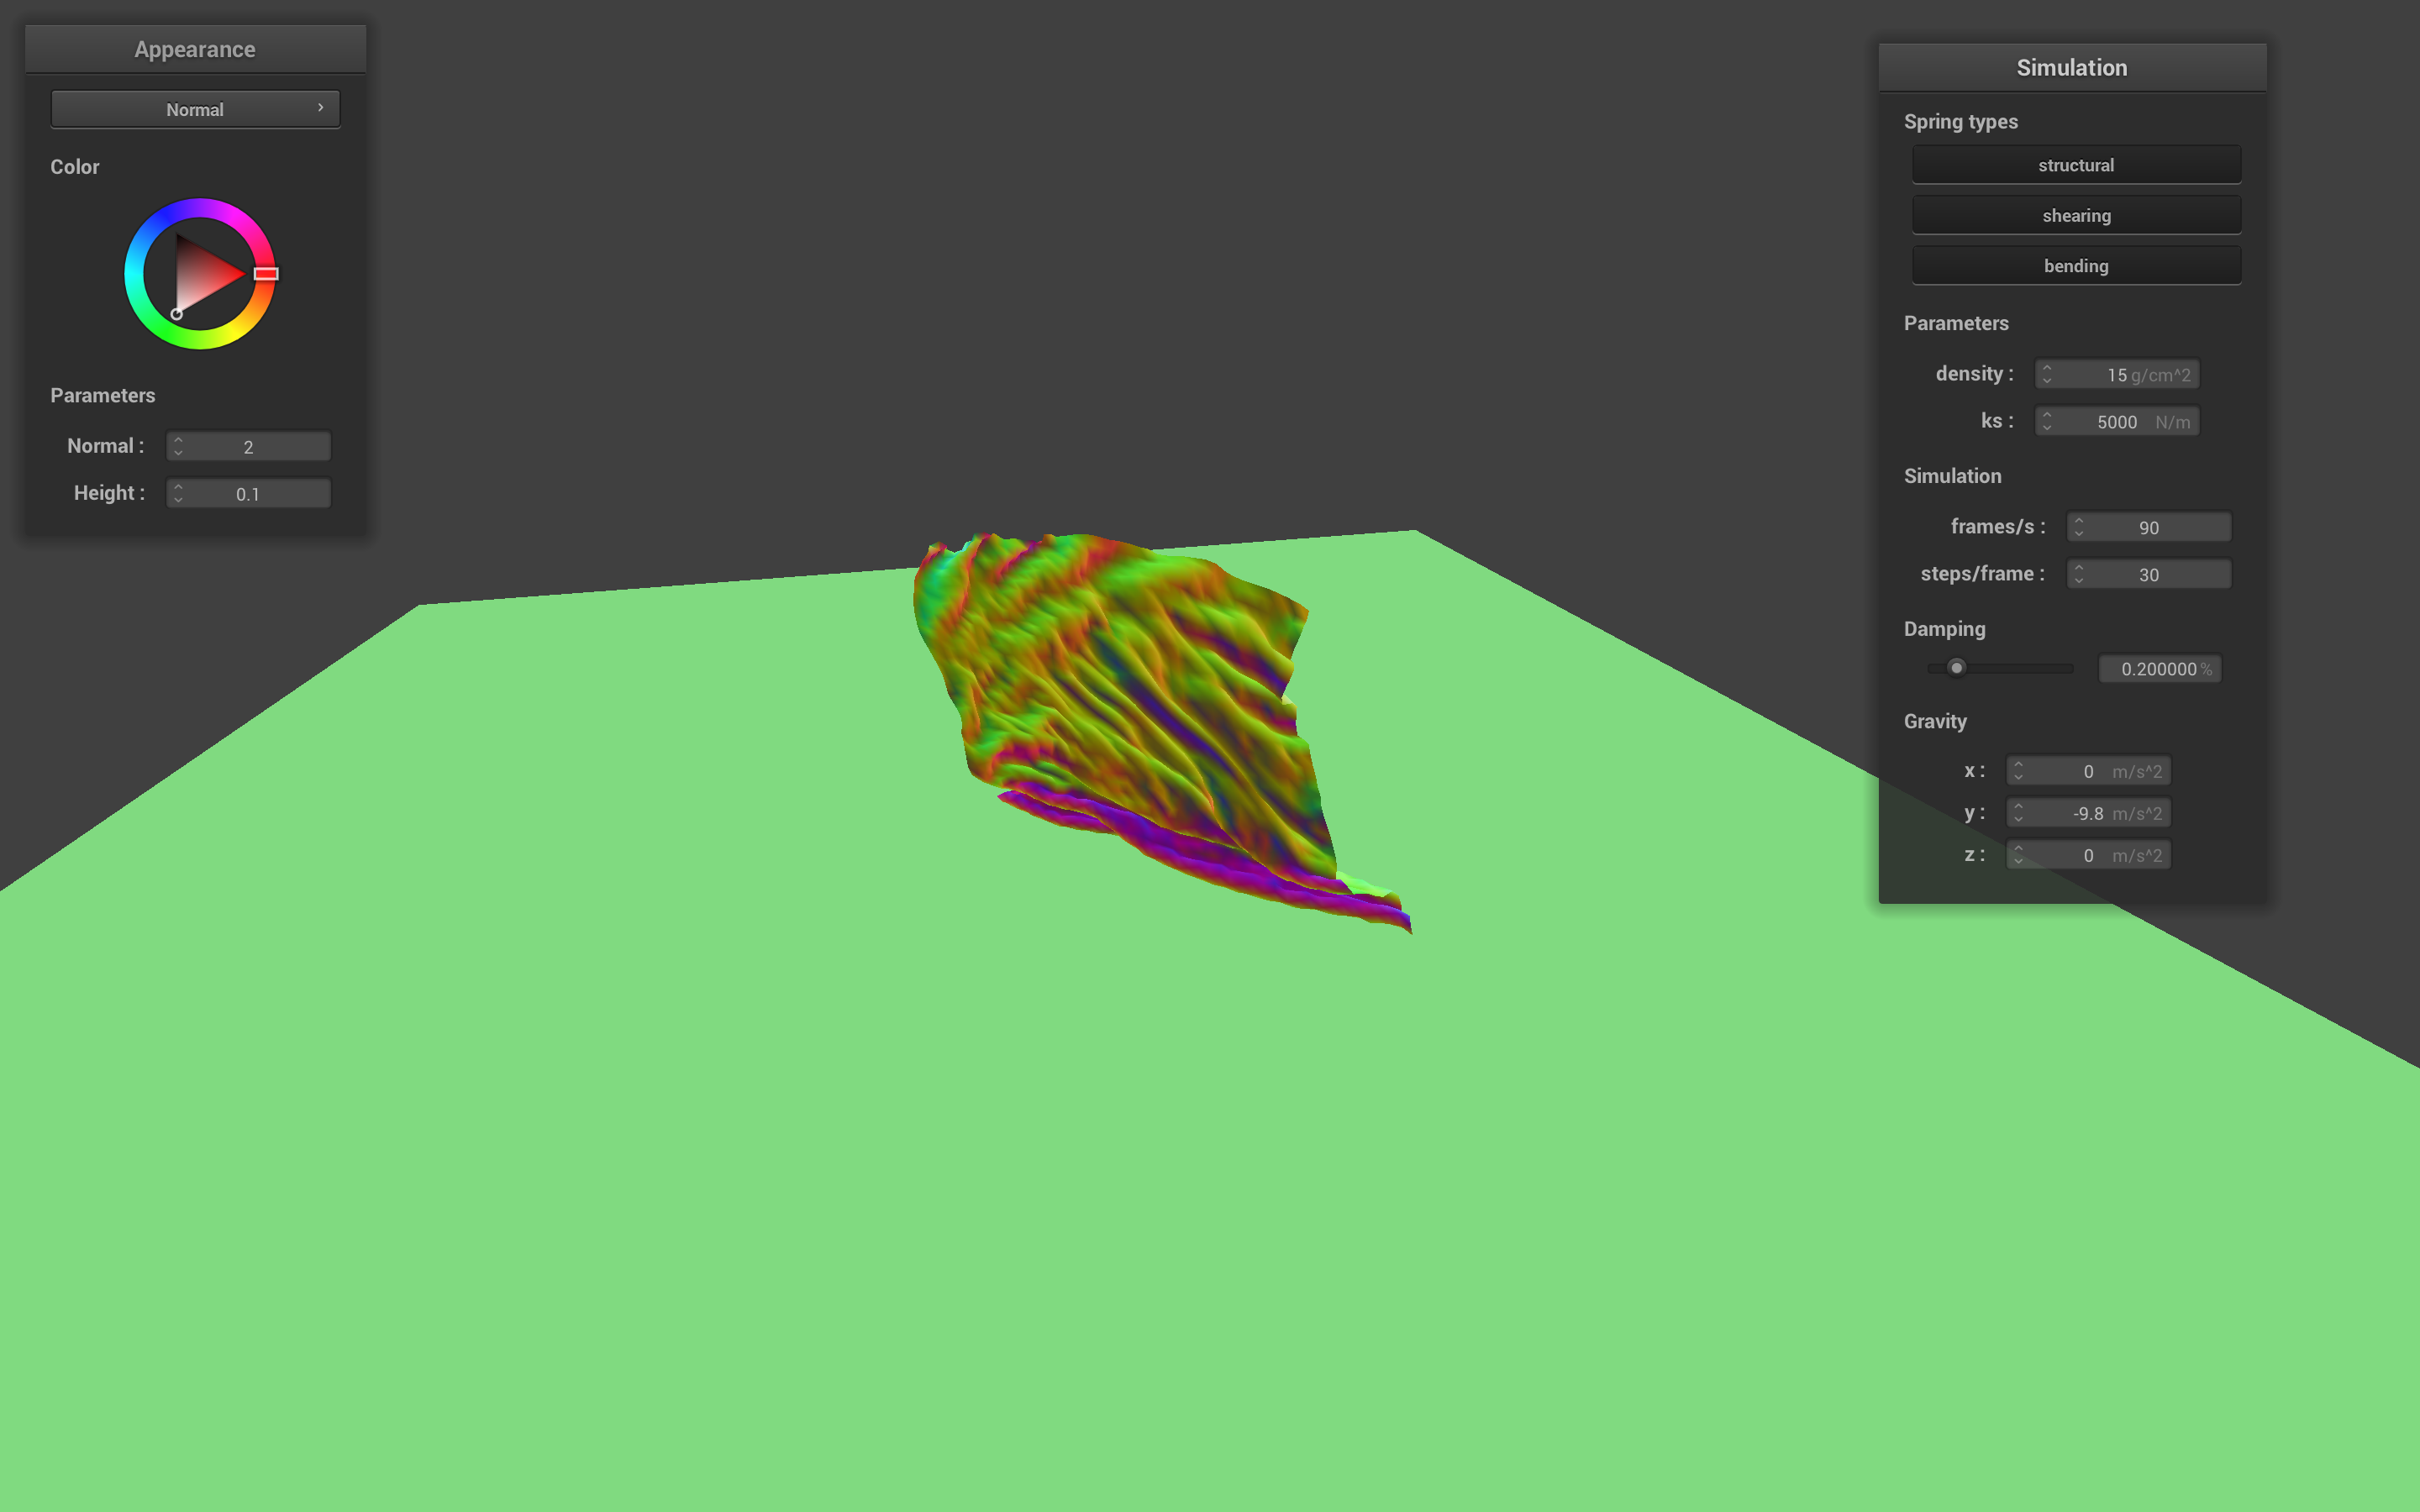 Appearance
Normal
Color
Parameters
Normal : 2
Height : 0.1
Simulation
Spring types
structural
shearing
bending
Parameters
density : 15 g/cm^2
ks : 5000 N/m
Simulation
frames/s : 90
steps/frame : 30
Damping
0.200000 %
Gravity
x : 0 m/s^2
y : -9.8 m/s^2
z : 0 m/s^2